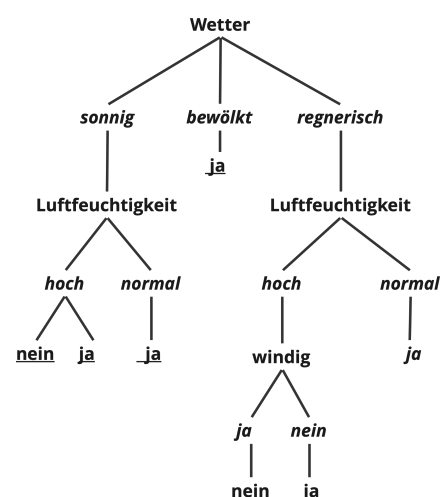 Wetter
sonnig bewölkt regnerisch
ja
Luftfeuchtigkeit Luftfeuchtigkeit
hoch normal hoch normal
nein ja ja windig ja
ja nein
nein ja